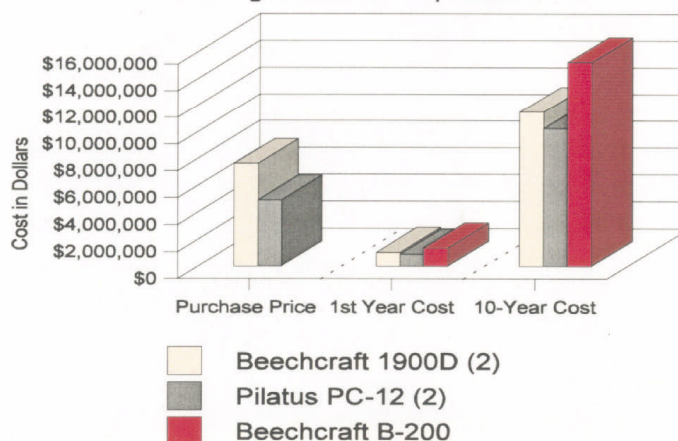 Cost in Dollars
$16,000,000
$14,000,000
$12,000,000
$10,000,000
$8,000,000
$6,000,000
$4,000,000
$2,000,000
$0
Purchase Price 1st Year Cost 10-Year Cost
Beechcraft 1900D (2)
Pilatus PC-12 (2)
Beechcraft B-200